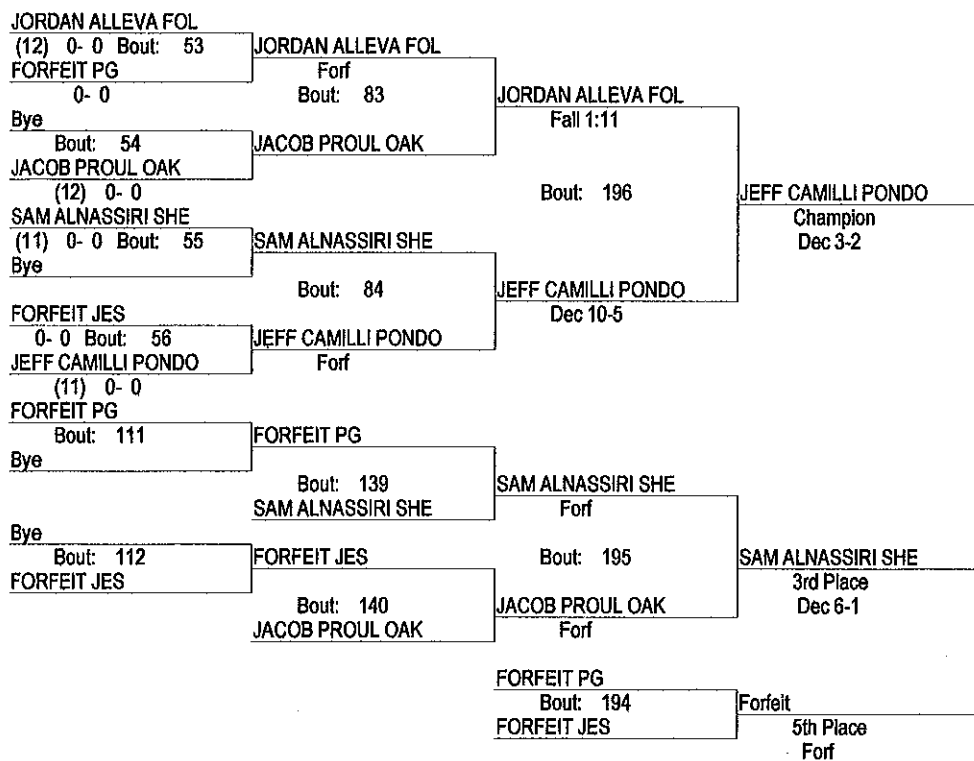 JORDAN ALLEVA FOL
(12) 0- 0 Bout: 53
FORFEIT PG
0- 0
Bye
Bout: 54
JACOB PROUL OAK
(12) 0- 0
SAM ALNASSIRI SHE
(11) 0- 0 Bout: 55
Bye
FORFEIT JES
0- 0 Bout: 56
JEFF CAMILLI PONDO
(11) 0- 0
JORDAN ALLEVA FOL
Forf
Bout: 83
JACOB PROUL OAK
SAM ALNASSIRI SHE
Bout: 84
JEFF CAMILLI PONDO
Forf
JORDAN ALLEVA FOL
Fall 1:11
Bout: 196
JEFF CAMILLI PONDO
Dec 10-5
JEFF CAMILLI PONDO
Champion
Dec 3-2
FORFEIT PG
Bout: 111
Bye
Bye
Bout: 112
FORFEIT JES
FORFEIT PG
Bout: 139
SAM ALNASSIRI SHE
FORFEIT JES
Bout: 140
JACOB PROUL OAK
SAM ALNASSIRI SHE
Forf
Bout: 195
JACOB PROUL OAK
Forf
SAM ALNASSIRI SHE
3rd Place
Dec 6-1
FORFEIT PG
Bout: 194
FORFEIT JES
Forfeit
5th Place
Forf